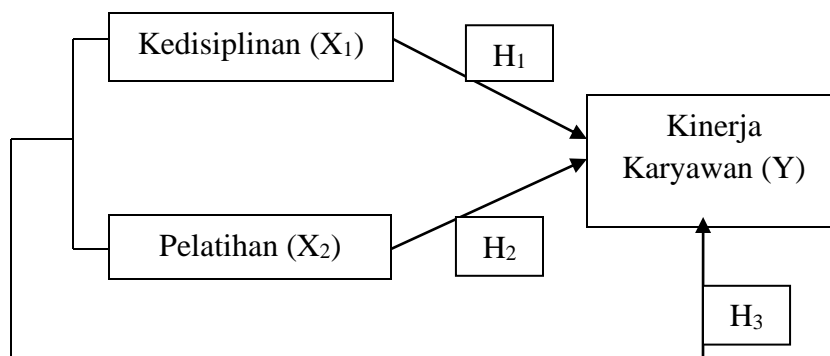 Kedisiplinan (X₁)
H₁
Kinerja
Karyawan (Y)
Pelatihan (X₂)
H₂
H₃